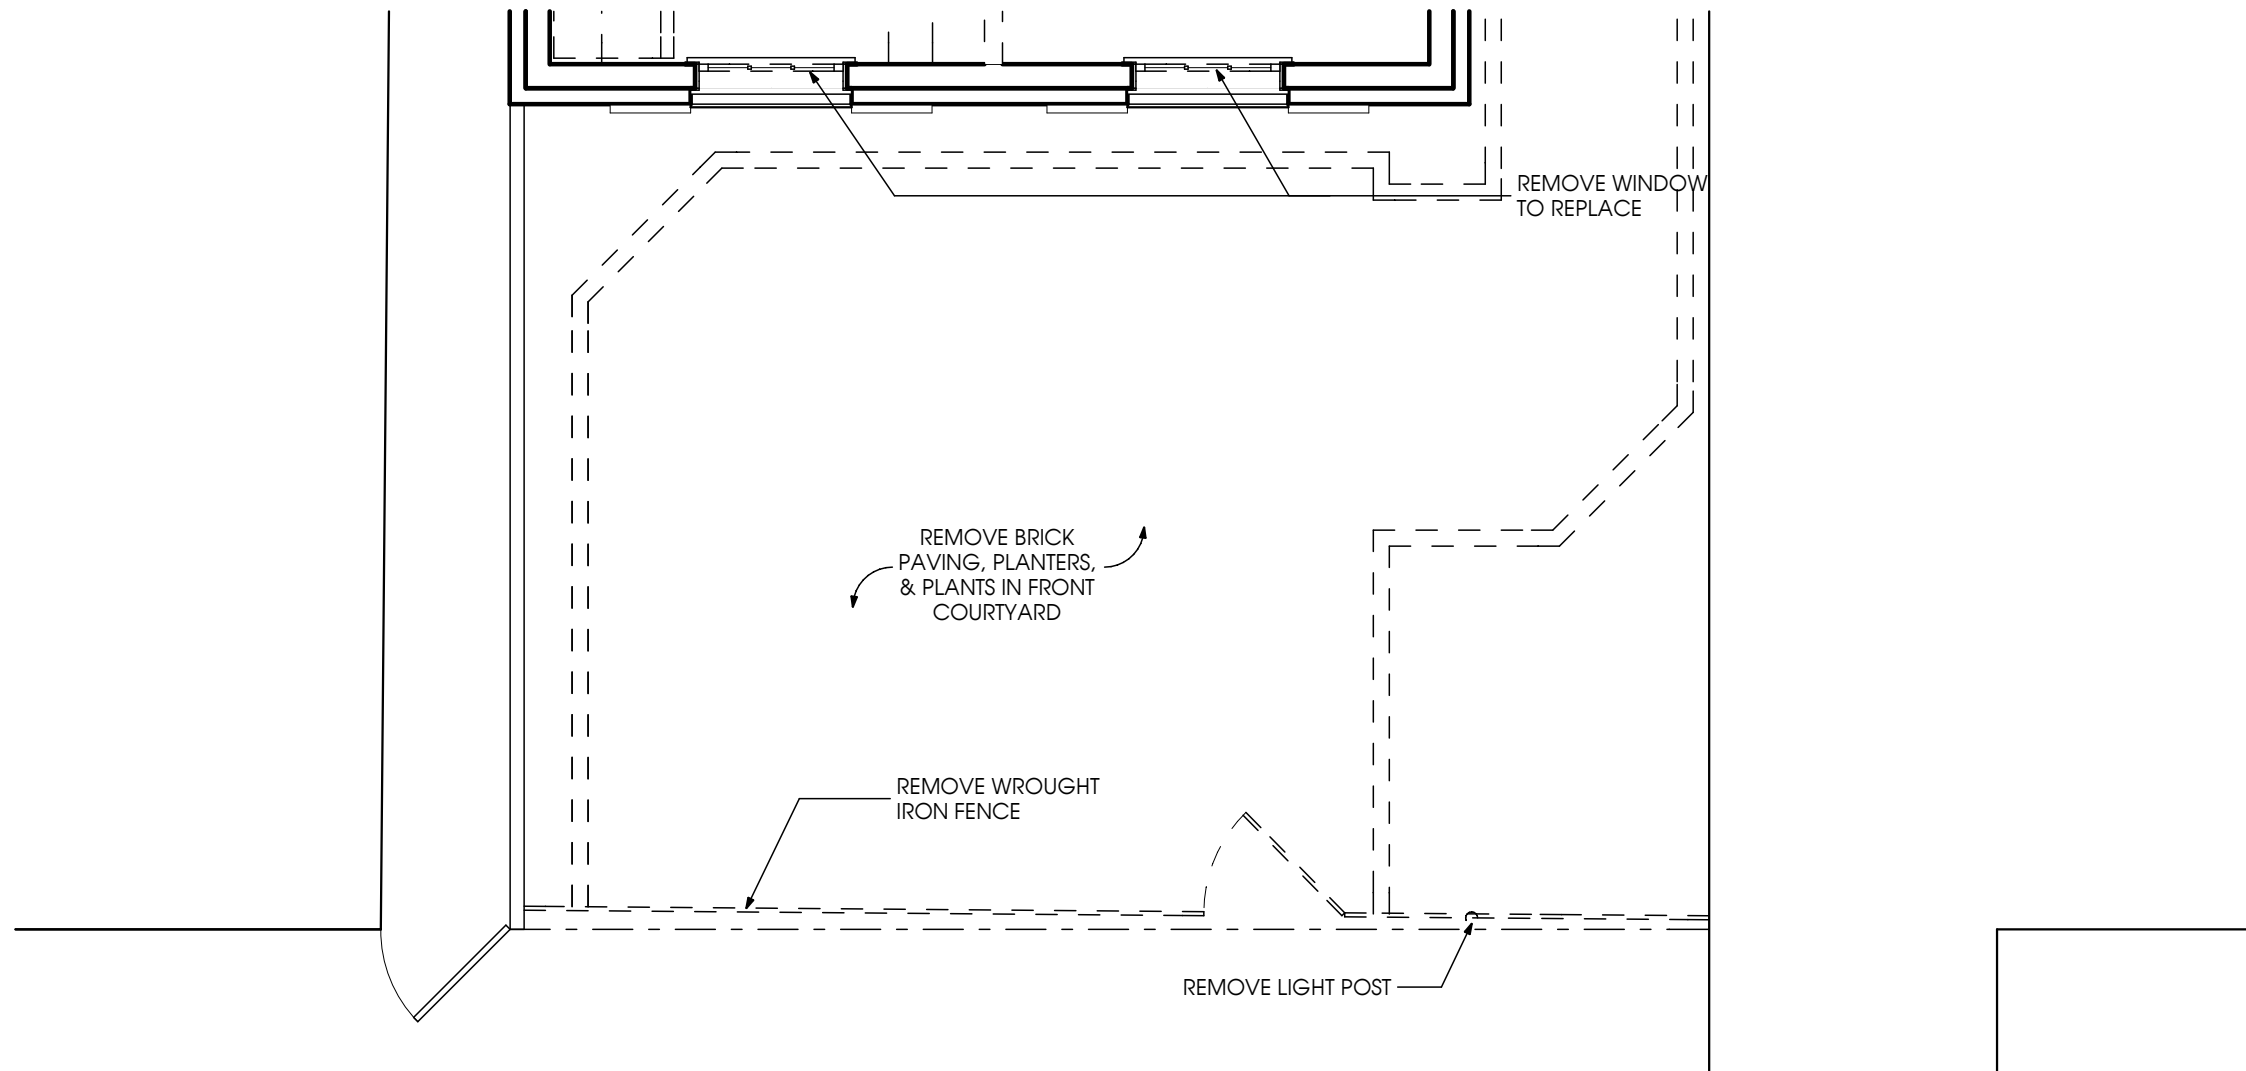 REMOVE WINDOW
TO REPLACE
REMOVE BRICK
PAVING, PLANTERS,
& PLANTS IN FRONT
COURTYARD
REMOVE WROUGHT
IRON FENCE
REMOVE LIGHT POST